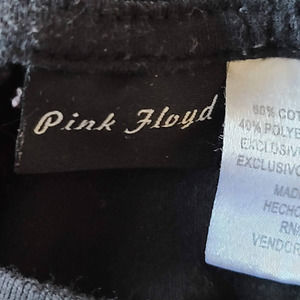 Pink Floyd
60% COT
40% POLYE
EXCLUSIV
EXCLUSIVO
MAD
HECHO
RN#
VENDOR